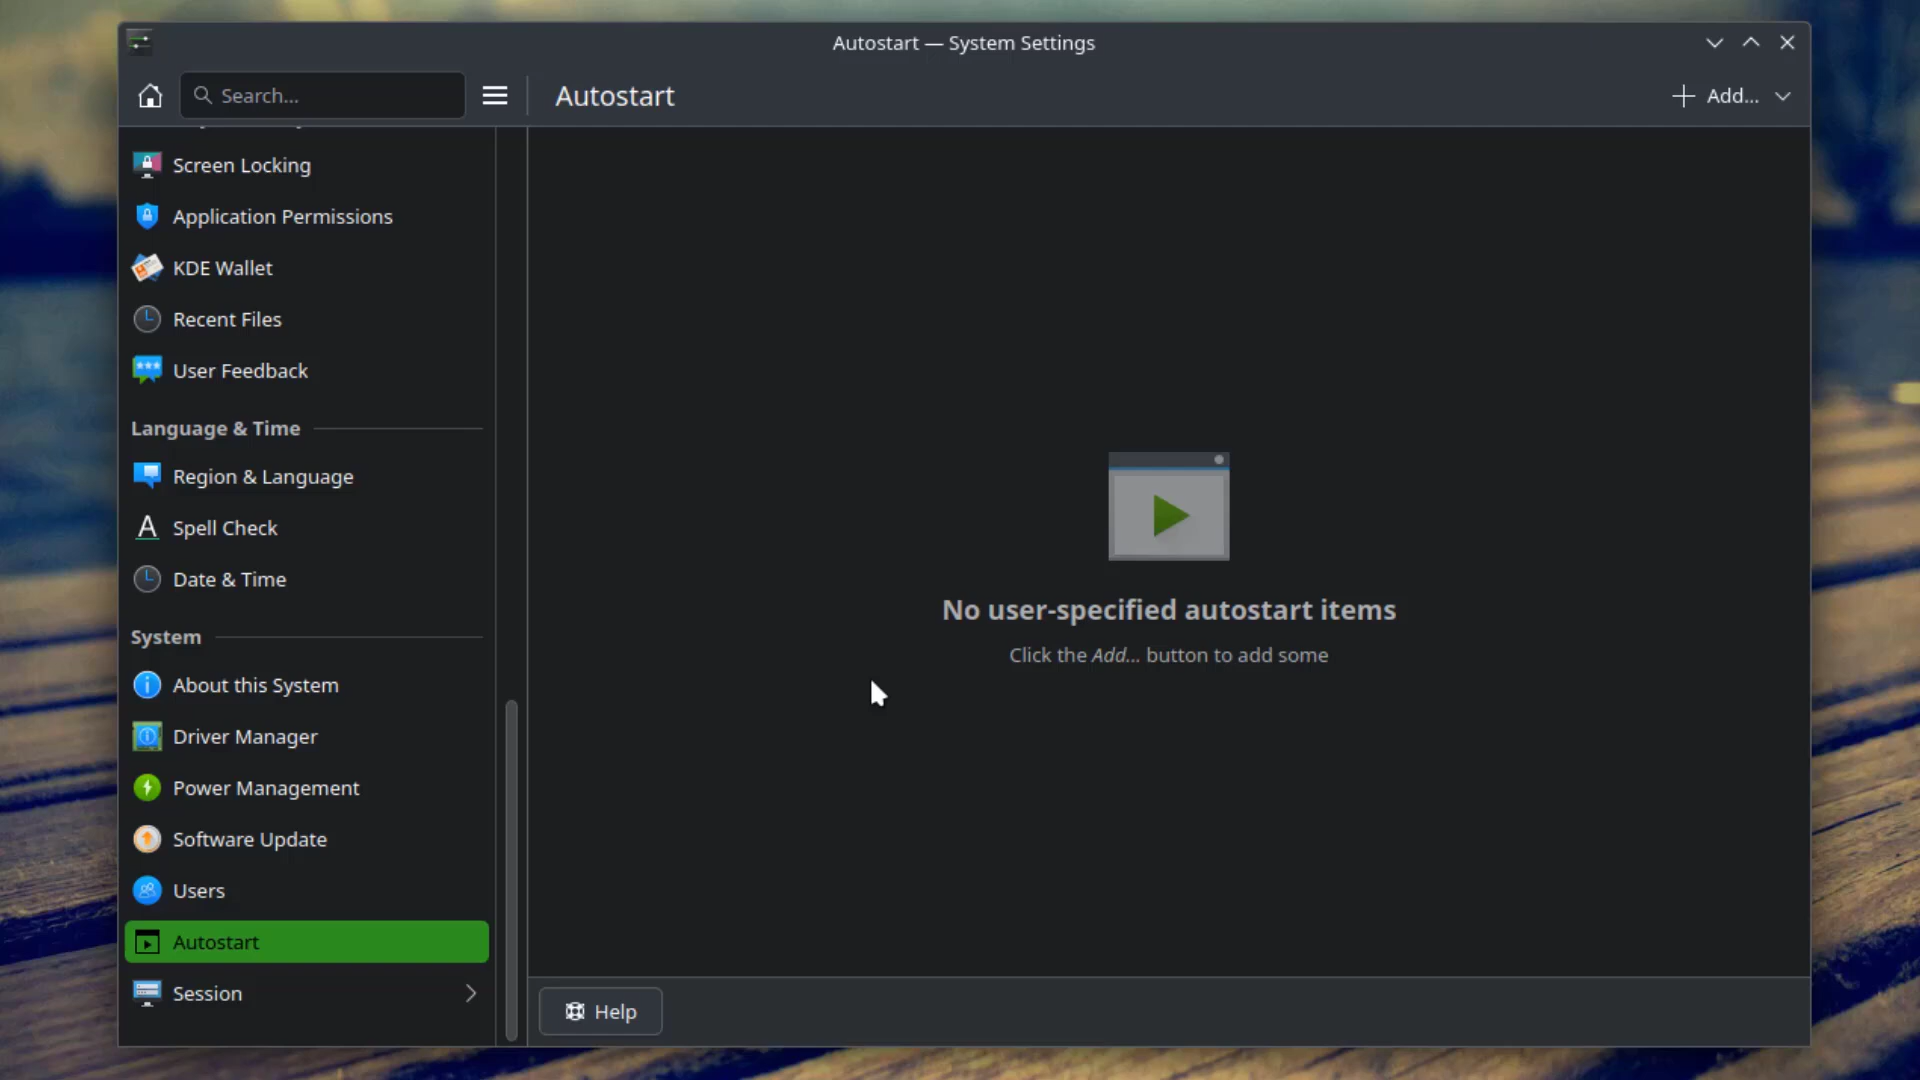 Autostart — System Settings
Search...
Autostart
Add...
Screen Locking
Application Permissions
KDE Wallet
Recent Files
User Feedback
Language & Time
Region & Language
Spell Check
Date & Time
System
About this System
Driver Manager
Power Management
Software Update
Users
Autostart
Session
No user-specified autostart items
Click the Add... button to add some
Help